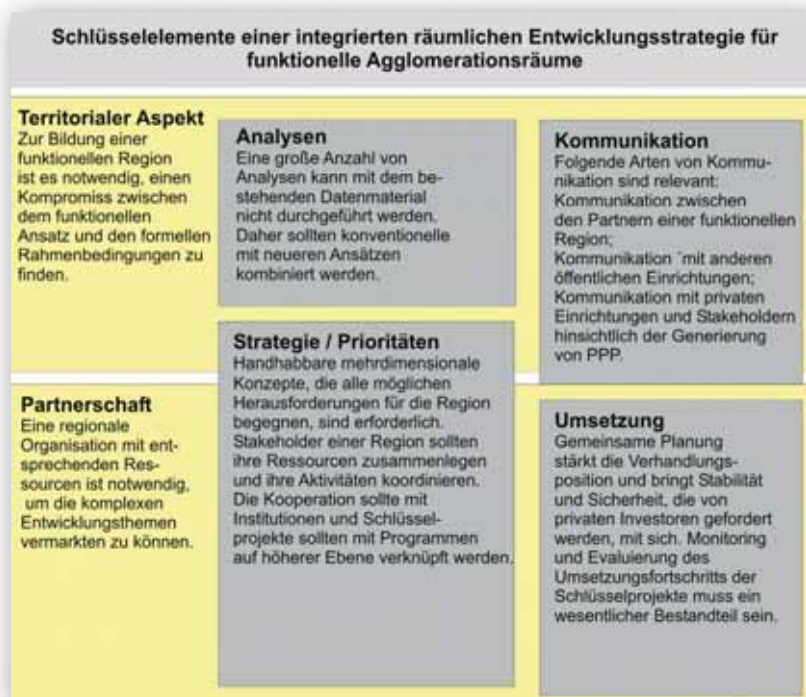 Schlüsselelemente einer integrierten räumlichen Entwicklungsstrategie für
funktionelle Agglomerationsräume
Territorialer Aspekt
Zur Bildung einer
funktionellen Region
ist es notwendig, einen
Kompromiss zwischen
dem funktionellen
Ansatz und den formellen
Rahmenbedingungen zu
finden.
Analysen
Eine große Anzahl von
Analysen kann mit dem be-
stehenden Datenmaterial
nicht durchgeführt werden.
Daher sollten konventionelle
mit neueren Ansätzen
kombiniert werden.
Kommunikation
Folgende Arten von Kommu-
nikation sind relevant:
Kommunikation zwischen
den Partnern einer funktionellen
Region;
Kommunikation ´mit anderen
öffentlichen Einrichtungen;
Kommunikation mit privaten
Einrichtungen und Stakeholdern
hinsichtlich der Generierung
von PPP.
Partnerschaft
Eine regionale
Organisation mit ent-
sprechenden Res-
sourcen ist notwendig,
um die komplexen
Entwicklungsthemen
vermarkten zu können.
Strategie / Prioritäten
Handhabbare mehrdimensionale
Konzepte, die alle möglichen
Herausforderungen für die Region
begegnen, sind erforderlich.
Stakeholder einer Region sollten
ihre Ressourcen zusammenlegen
und ihre Aktivitäten koordinieren.
Die Kooperation sollte mit
Institutionen und Schlüssel-
projekte sollten mit Programmen
auf höherer Ebene verknüpft werden.
Umsetzung
Gemeinsame Planung
stärkt die Verhandlungs-
position und bringt Stabilität
und Sicherheit, die von
privaten Investoren gefordert
werden, mit sich. Monitoring
und Evaluierung des
Umsetzungsfortschritts der
Schlüsselprojekte muss ein
wesentlicher Bestandteil sein.